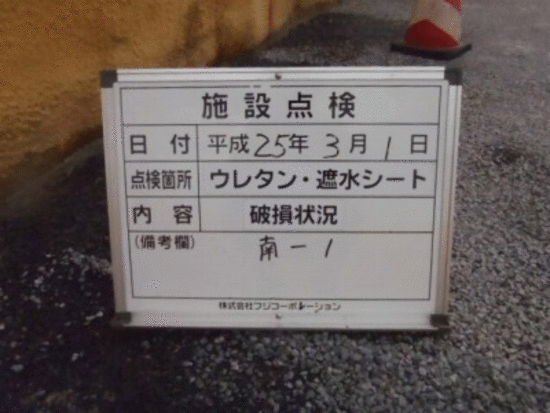 施設点検
日付 平成25年3月1日
点検箇所 ウレタン・遮水シート
内容 破損状況
(備考欄) 南-1
株式会社フジコーポレーション